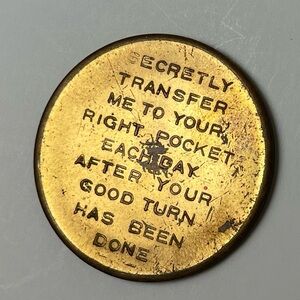 SECRETLY
TRANSFER
ME TO YOUR
RIGHT POCKET
EACH DAY
AFTER YOUR
GOOD TURN
HAS BEEN
DONE